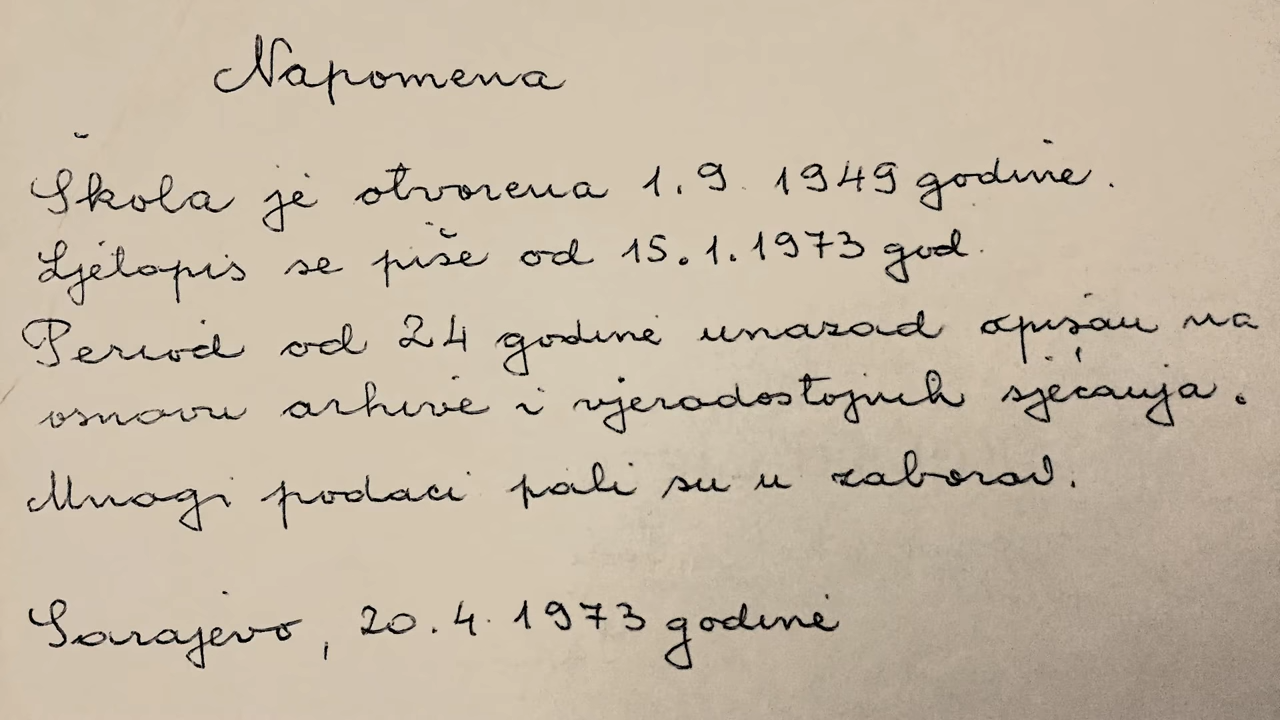 Napomena
Škola je otvorena 1.9. 1949 godine.
Ljetopis se piše od 15.1.1973 god.
Period od 24 godine unazad opisan na
osnovu arhive i vjerodostojnih sjećanja.
Mnogi podaci pali su u zaborav.
Sarajevo, 20.4. 1973 godine